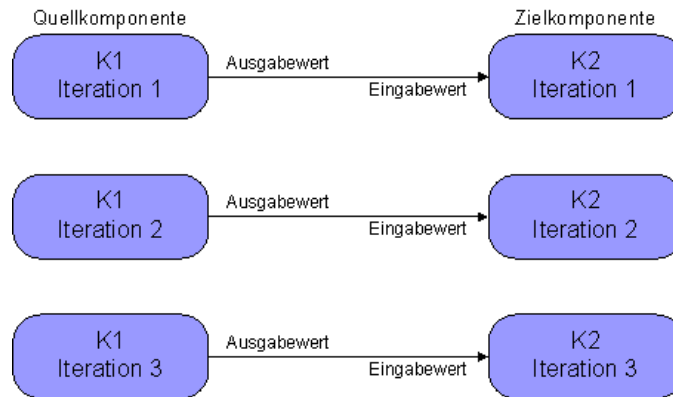 Quellkomponente
Zielkomponente
K1
Iteration 1
Ausgabewert
Eingabewert
K2
Iteration 1
K1
Iteration 2
Ausgabewert
Eingabewert
K2
Iteration 2
K1
Iteration 3
Ausgabewert
Eingabewert
K2
Iteration 3